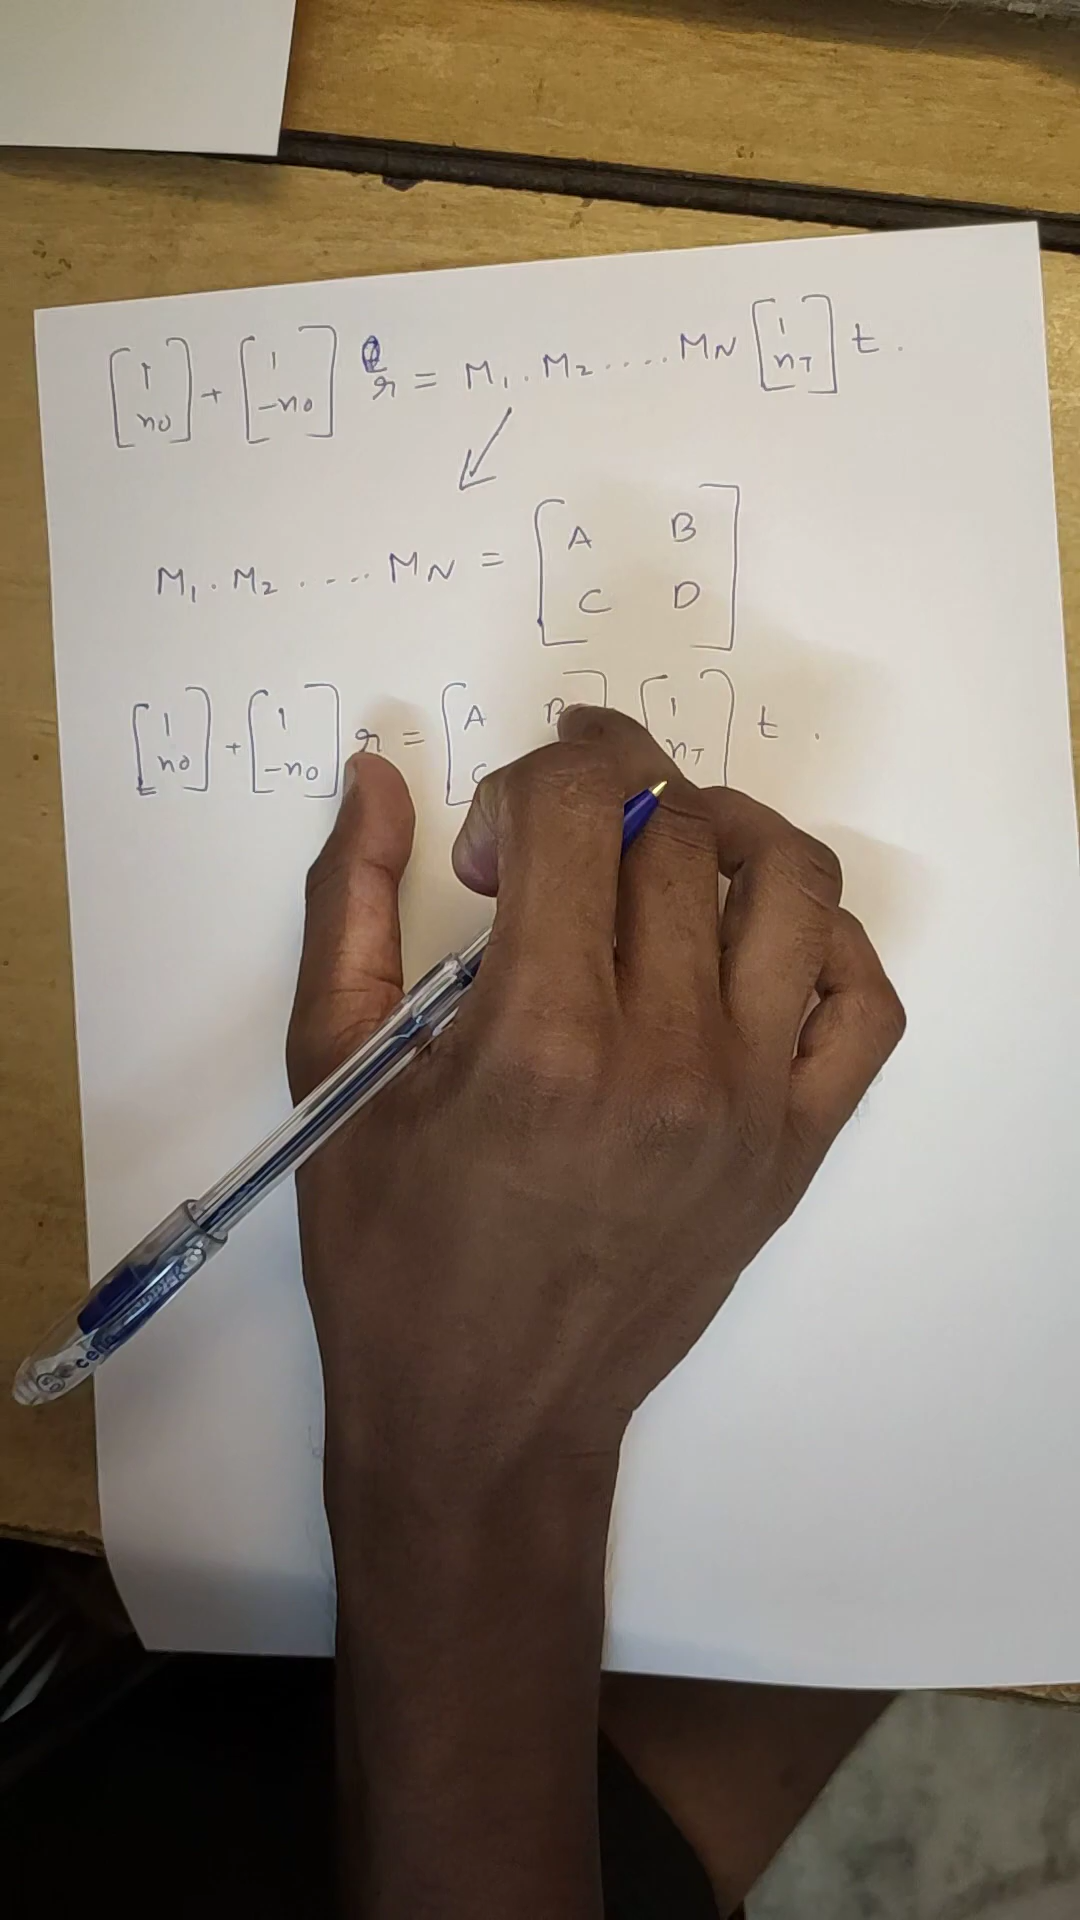 [1 n0] + [1 -n0] r = M1 . M2 ..... MN [1 nT] t .
M1 . M2 ..... MN = [A B C D]
[1 n0] + [1 -n0] r = [A B C [1 nT] t .
cello